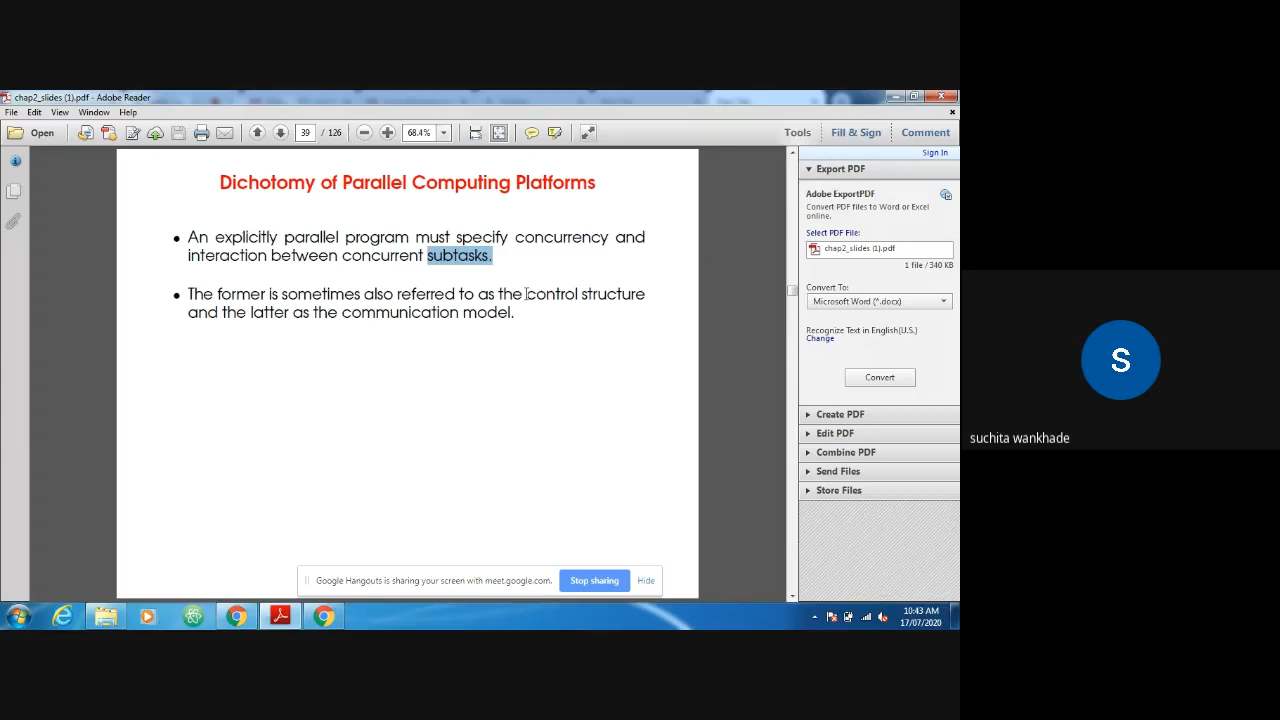 chap2_slides (1).pdf - Adobe Reader
File Edit View Window Help
Open 39 / 126 68.4% Tools Fill & Sign Comment
Sign In
Dichotomy of Parallel Computing Platforms
• An explicitly parallel program must specify concurrency and
interaction between concurrent subtasks.
• The former is sometimes also referred to as the control structure
and the latter as the communication model.
Export PDF
Adobe ExportPDF
Convert PDF files to Word or Excel
online.
Select PDF File:
chap2_slides (1).pdf
1 file / 340 KB
Convert To:
Microsoft Word (*.docx)
Recognize Text in English(U.S.)
Change
Convert
Create PDF
Edit PDF
Combine PDF
Send Files
Store Files
Google Hangouts is sharing your screen with meet.google.com. Stop sharing Hide
10:43 AM
17/07/2020
S
suchita wankhade